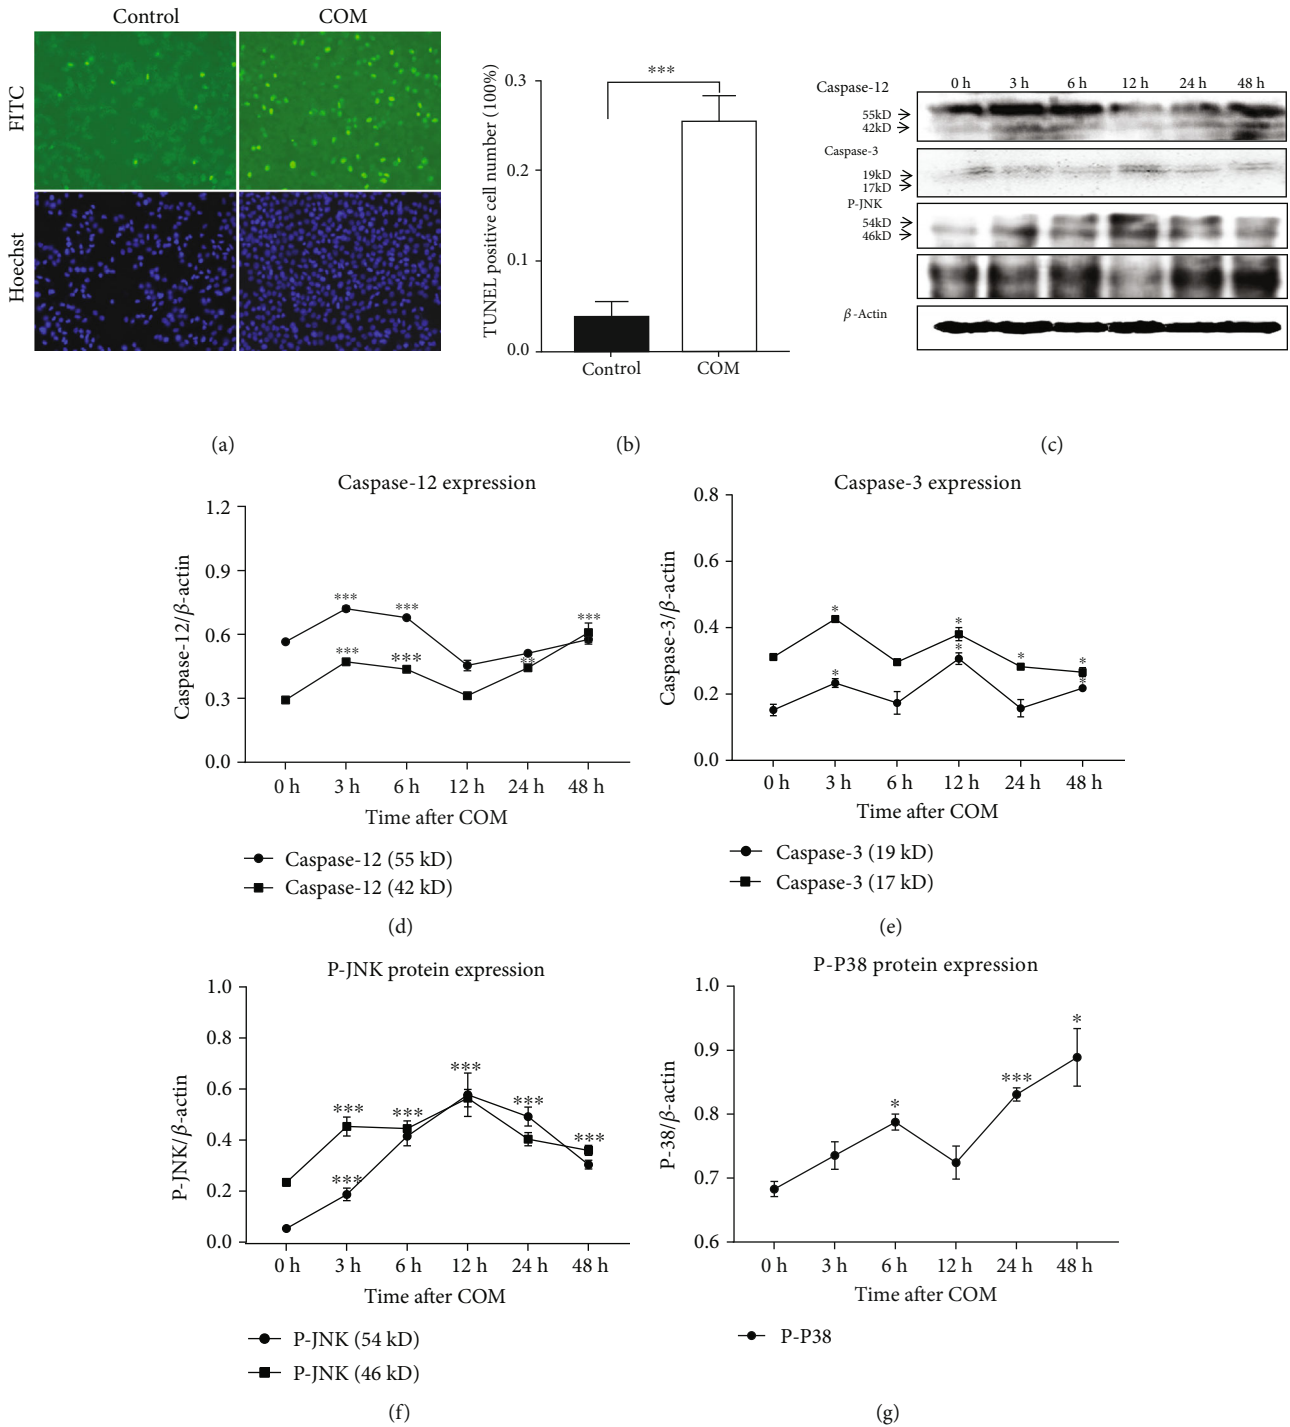 Control
COM
FITC
Hoechst
TUNEL positive cell number (100%)
0.3
0.2
0.1
0.0
***
Control
COM
Caspase-12
0 h 3 h 6 h 12 h 24 h 48 h
55kD
42kD
Caspase-3
19kD
17kD
P-JNK
54kD
46kD
β-Actin
(a)
(b)
(c)
Caspase-12 expression
Caspase-12/β-actin
1.2
0.9
0.6
0.3
0.0
*** *** ***
*** *** **
0 h 3 h 6 h 12 h 24 h 48 h
Time after COM
Caspase-12 (55 kD)
Caspase-12 (42 kD)
(d)
Caspase-3 expression
Caspase-3/β-actin
0.8
0.6
0.4
0.2
0.0
* * * *
* * *
0 h 3 h 6 h 12 h 24 h 48 h
Time after COM
Caspase-3 (19 kD)
Caspase-3 (17 kD)
(e)
P-JNK protein expression
P-JNK/β-actin
1.0
0.8
0.6
0.4
0.2
0.0
*** *** *** *** ***
***
0 h 3 h 6 h 12 h 24 h 48 h
Time after COM
P-JNK (54 kD)
P-JNK (46 kD)
(f)
P-P38 protein expression
P-38/β-actin
1.0
0.9
0.8
0.7
0.6
* *** *
0 h 3 h 6 h 12 h 24 h 48 h
Time after COM
P-P38
(g)